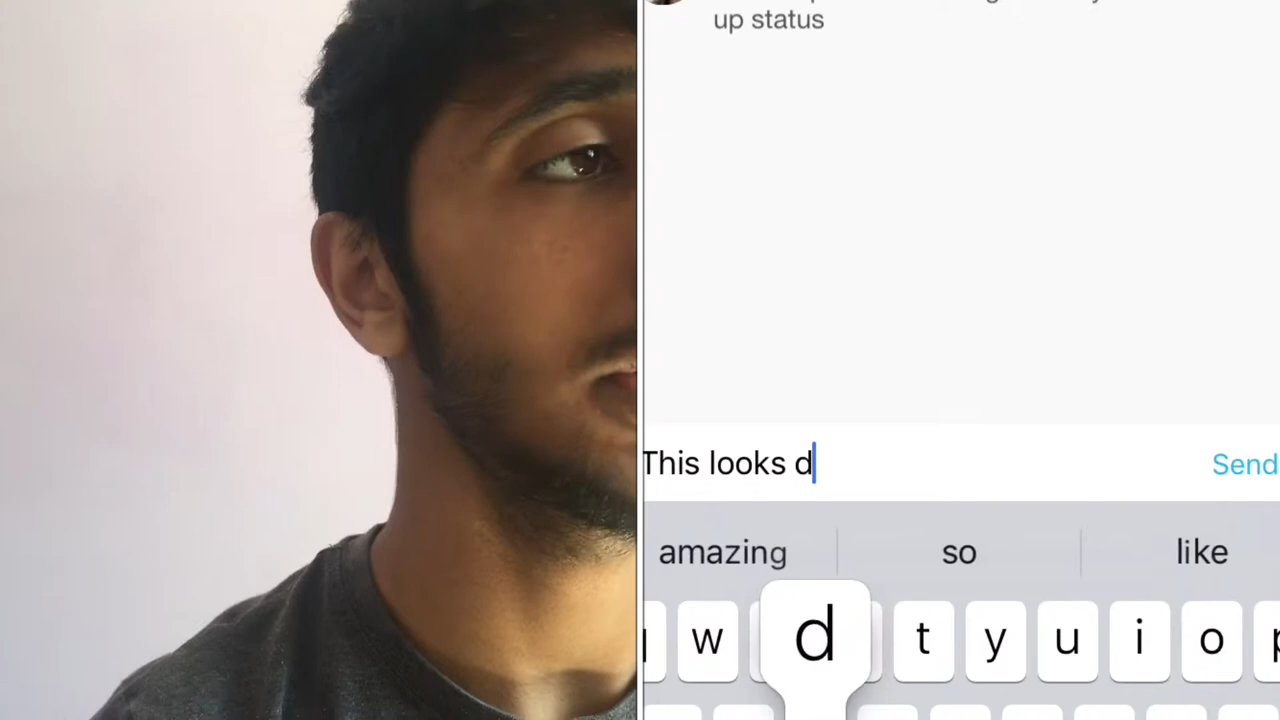 up status
This looks d
Send
amazing
so
like
w
d
t
y
u
i
o